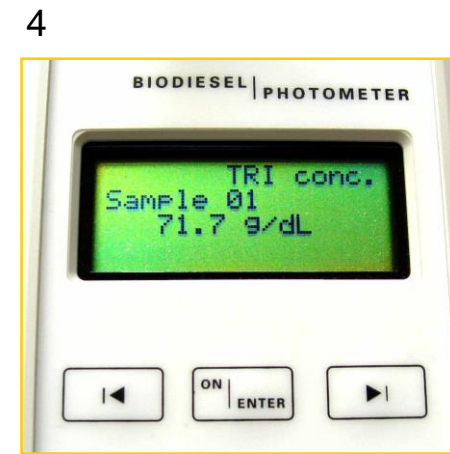 4
BIODIESEL | PHOTOMETER
TRI conc.
Sample 01
71.7 g/dL
ON | ENTER